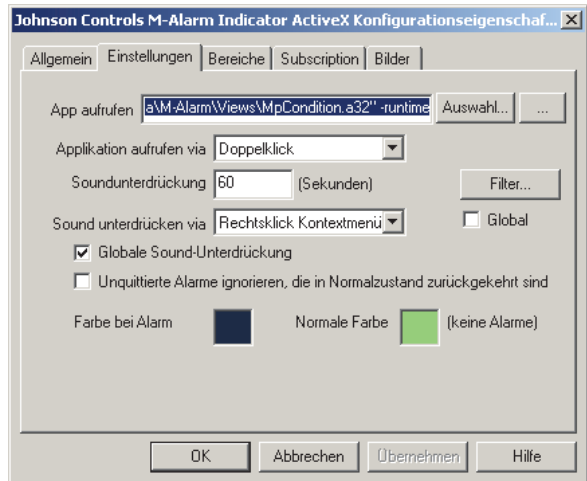 Johnson Controls M-Alarm Indicator ActiveX Konfigurationseigenschaf...
Allgemein Einstellungen Bereiche Subscription Bilder
App aufrufen a\M-Alarm\Views\MpCondition.a32" -runtime Auswahl... ...
Applikation aufrufen via Doppelklick
Soundunterdrückung 60 (Sekunden) Filter...
Sound unterdrücken via Rechtsklick Kontextmenü Global
Globale Sound-Unterdrückung
Unquittierte Alarme ignorieren, die in Normalzustand zurückgekehrt sind
Farbe bei Alarm Normale Farbe (keine Alarme)
OK Abbrechen Übernehmen Hilfe